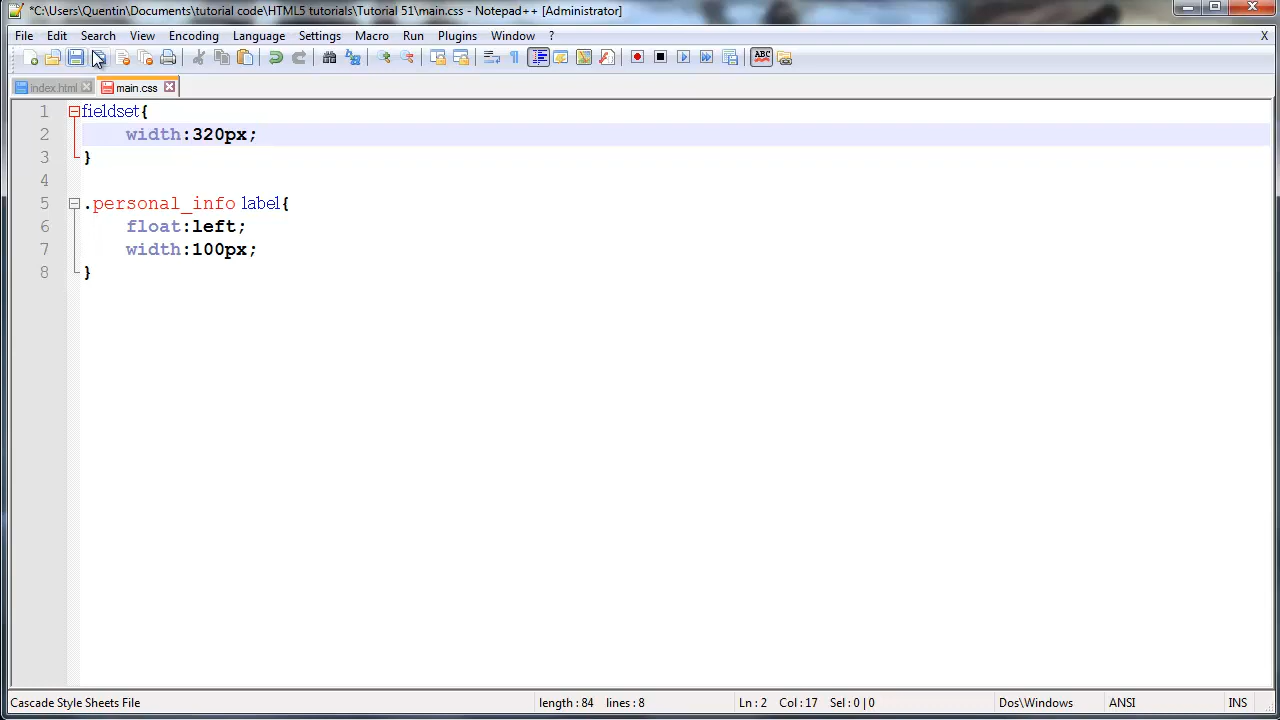 *C:\Users\Quentin\Documents\tutorial code\HTML5 tutorials\Tutorial 51\main.css - Notepad++ [Administrator]
File Edit Search View Encoding Language Settings Macro Run Plugins Window ? X
ABC
index.html main.css
1 fieldset{
2 width:320px;
3 }
4
5 .personal_info label{
6 float:left;
7 width:100px;
8 }
Cascade Style Sheets File length : 84 lines : 8 Ln : 2 Col : 17 Sel : 0 | 0 Dos\Windows ANSI INS